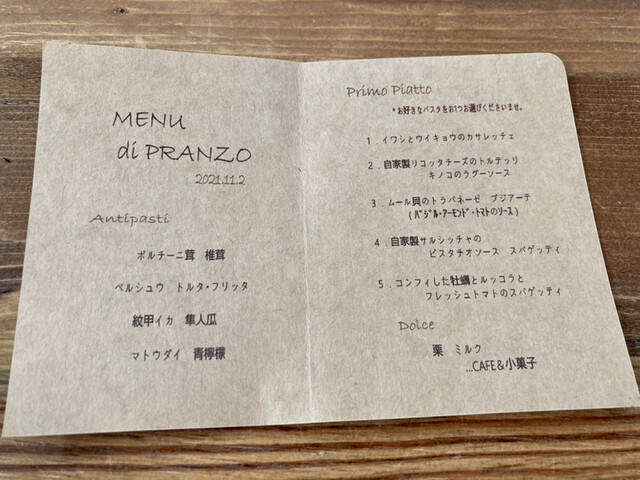 MENU
di PRANZO
2021.11.2
Antipasti
ポルチーニ茸 椎茸
ペルシュウ トルタ・フリッタ
紋甲イカ 隼人瓜
マトウダイ 青檸檬
Primo Piatto
*お好きなパスタをお1つお選びくださいませ。
1．イワシとウイキョウのカサレッチェ
2．自家製リコッタチーズのトルテッリ
キノコのラグーソース
3．ムール貝のトラパネーゼ ブジアーテ
(バジル・アーモンド・トマトのソース)
4．自家製サルシッチャの
ピスタチオソース スパゲッティ
5．コンフィした牡蠣とルッコラと
フレッシュトマトのスパゲッティ
Dolce
栗 ミルク
...CAFE＆小菓子